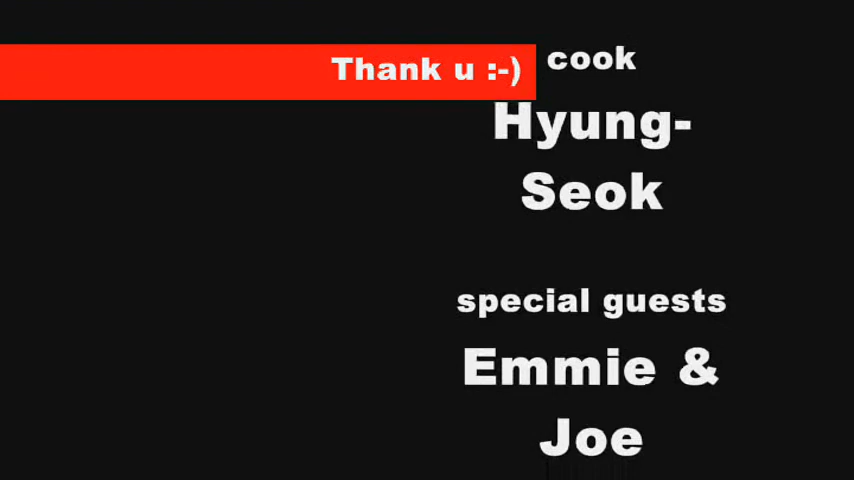 Thank u :-)
cook
Hyung-
Seok
special guests
Emmie &
Joe